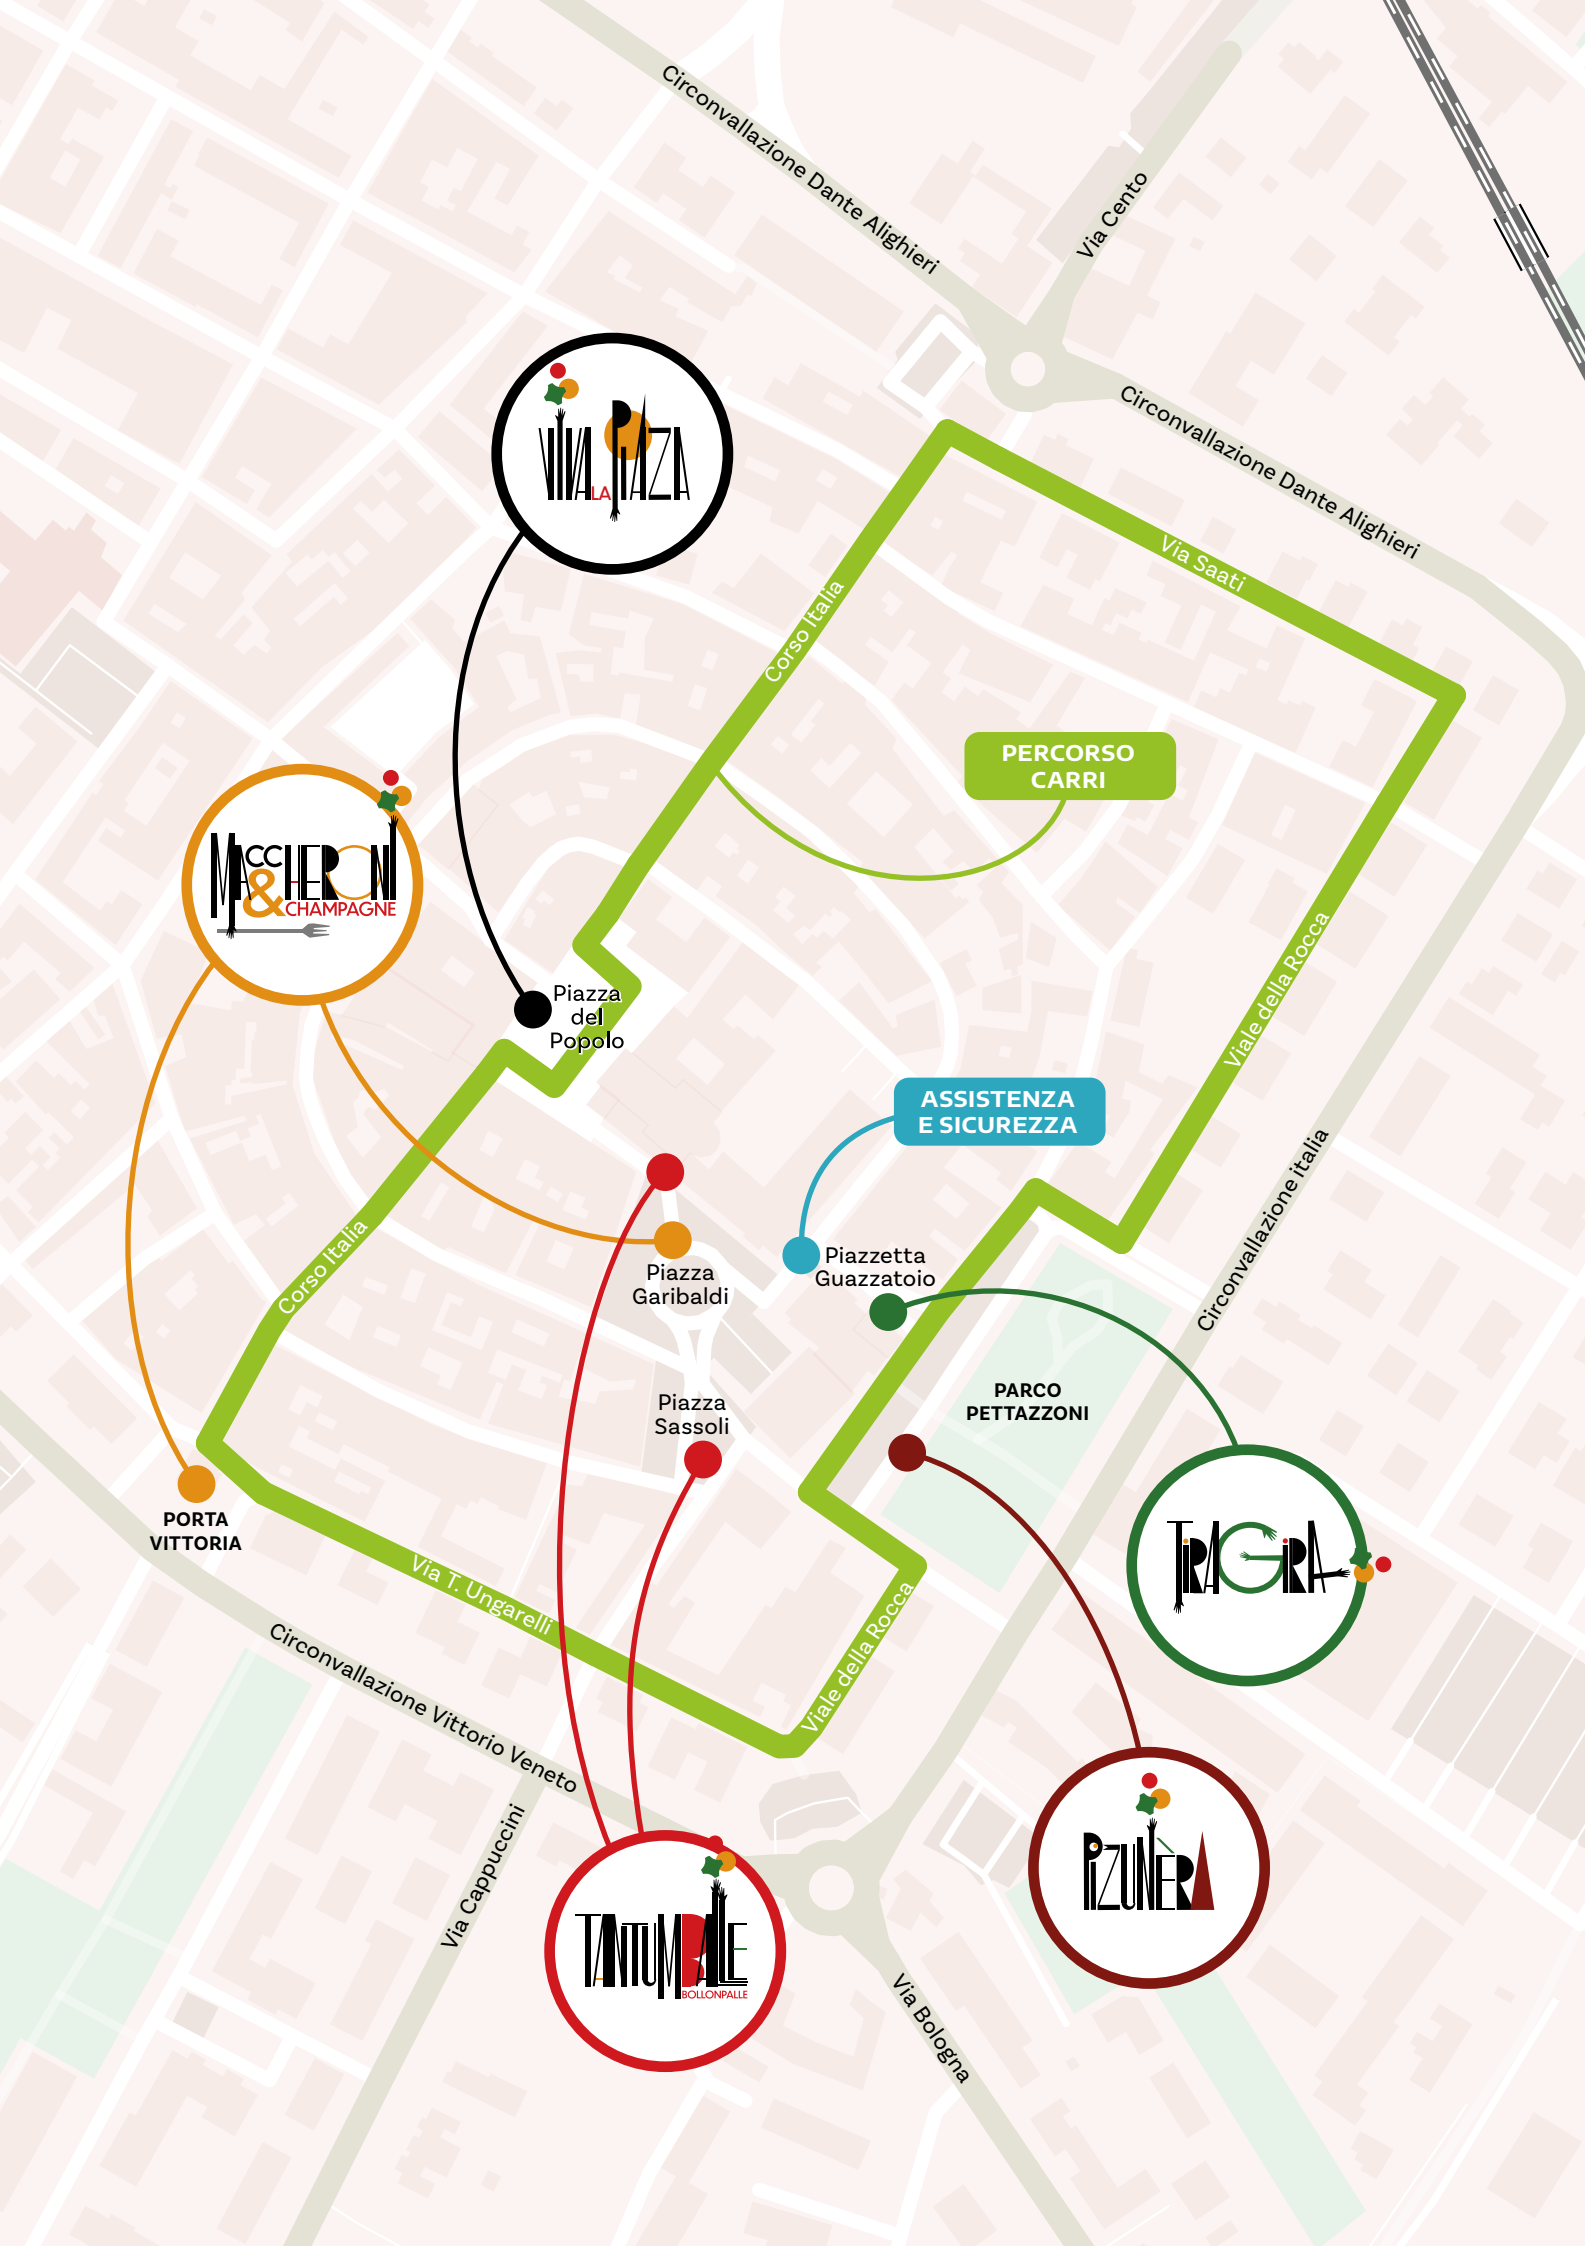 Circonvallazione Dante Alighieri
Via Cento
Circonvallazione Dante Alighieri
VIVA LA PIAZA
Via Saati
Corso Italia
PERCORSO
CARRI
MACCHERONI
& CHAMPAGNE
Viale della Rocca
Piazza
del
Popolo
ASSISTENZA
E SICUREZZA
Circonvallazione italia
Corso Italia
Piazzetta
Guazzatoio
Piazza
Garibaldi
PARCO
PETTAZZONI
Piazza
Sassoli
PORTA
VITTORIA
TIRAGIRA
Via T. Ungarelli
Viale della Rocca
Circonvallazione Vittorio Veneto
Via Cappuccini
PIZUNÈRA
TANTUMBALLE
BOLLONPALLE
Via Bologna